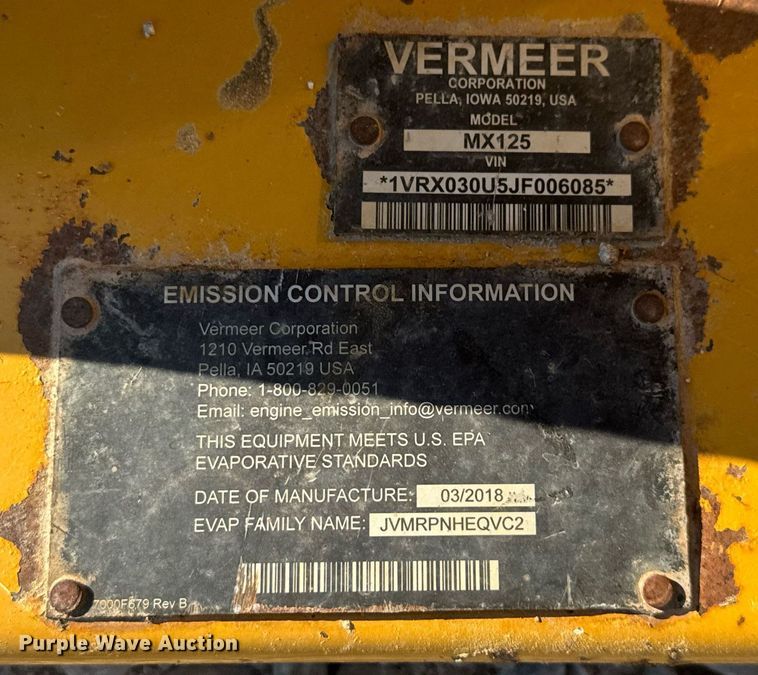 VERMEER
CORPORATION
PELLA, IOWA 50219, USA
MODEL
MX125
VIN
*1VRX030U5JF006085*
EMISSION CONTROL INFORMATION
Vermeer Corporation
1210 Vermeer Rd East
Pella, IA 50219 USA
Phone: 1-800-829-0051
Email: engine_emission_info@vermeer.com
THIS EQUIPMENT MEETS U.S. EPA
EVAPORATIVE STANDARDS
DATE OF MANUFACTURE: 03/2018
EVAP FAMILY NAME: JVMRPNHEQVC2
7000F679 Rev B
Purple Wave Auction